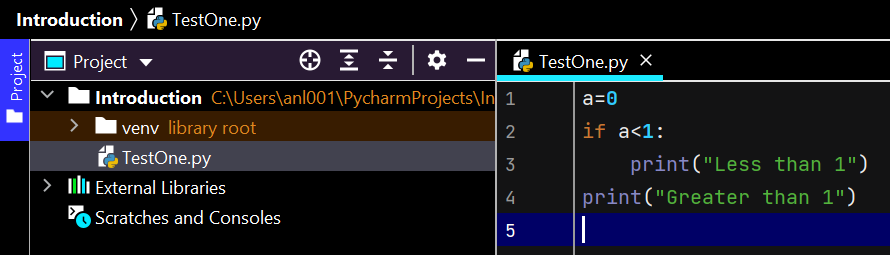 Introduction TestOne.py
Project
Project
Introduction C:\Users\anl001\PycharmProjects\In
venv library root
TestOne.py
External Libraries
Scratches and Consoles
TestOne.py
1 a=0
2 if a<1:
3     print("Less than 1")
4 print("Greater than 1")
5